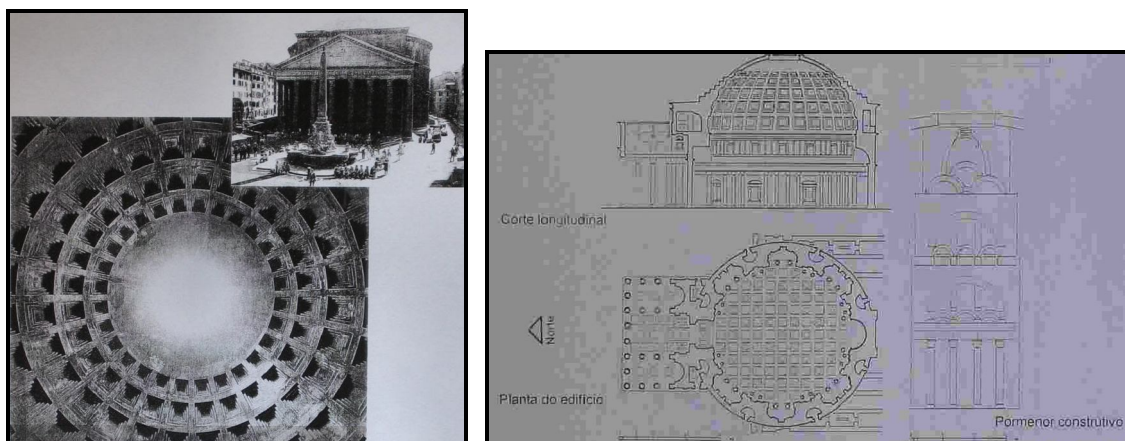 Corte longitudinal
Norte
Planta do edifício
Pormenor construtivo